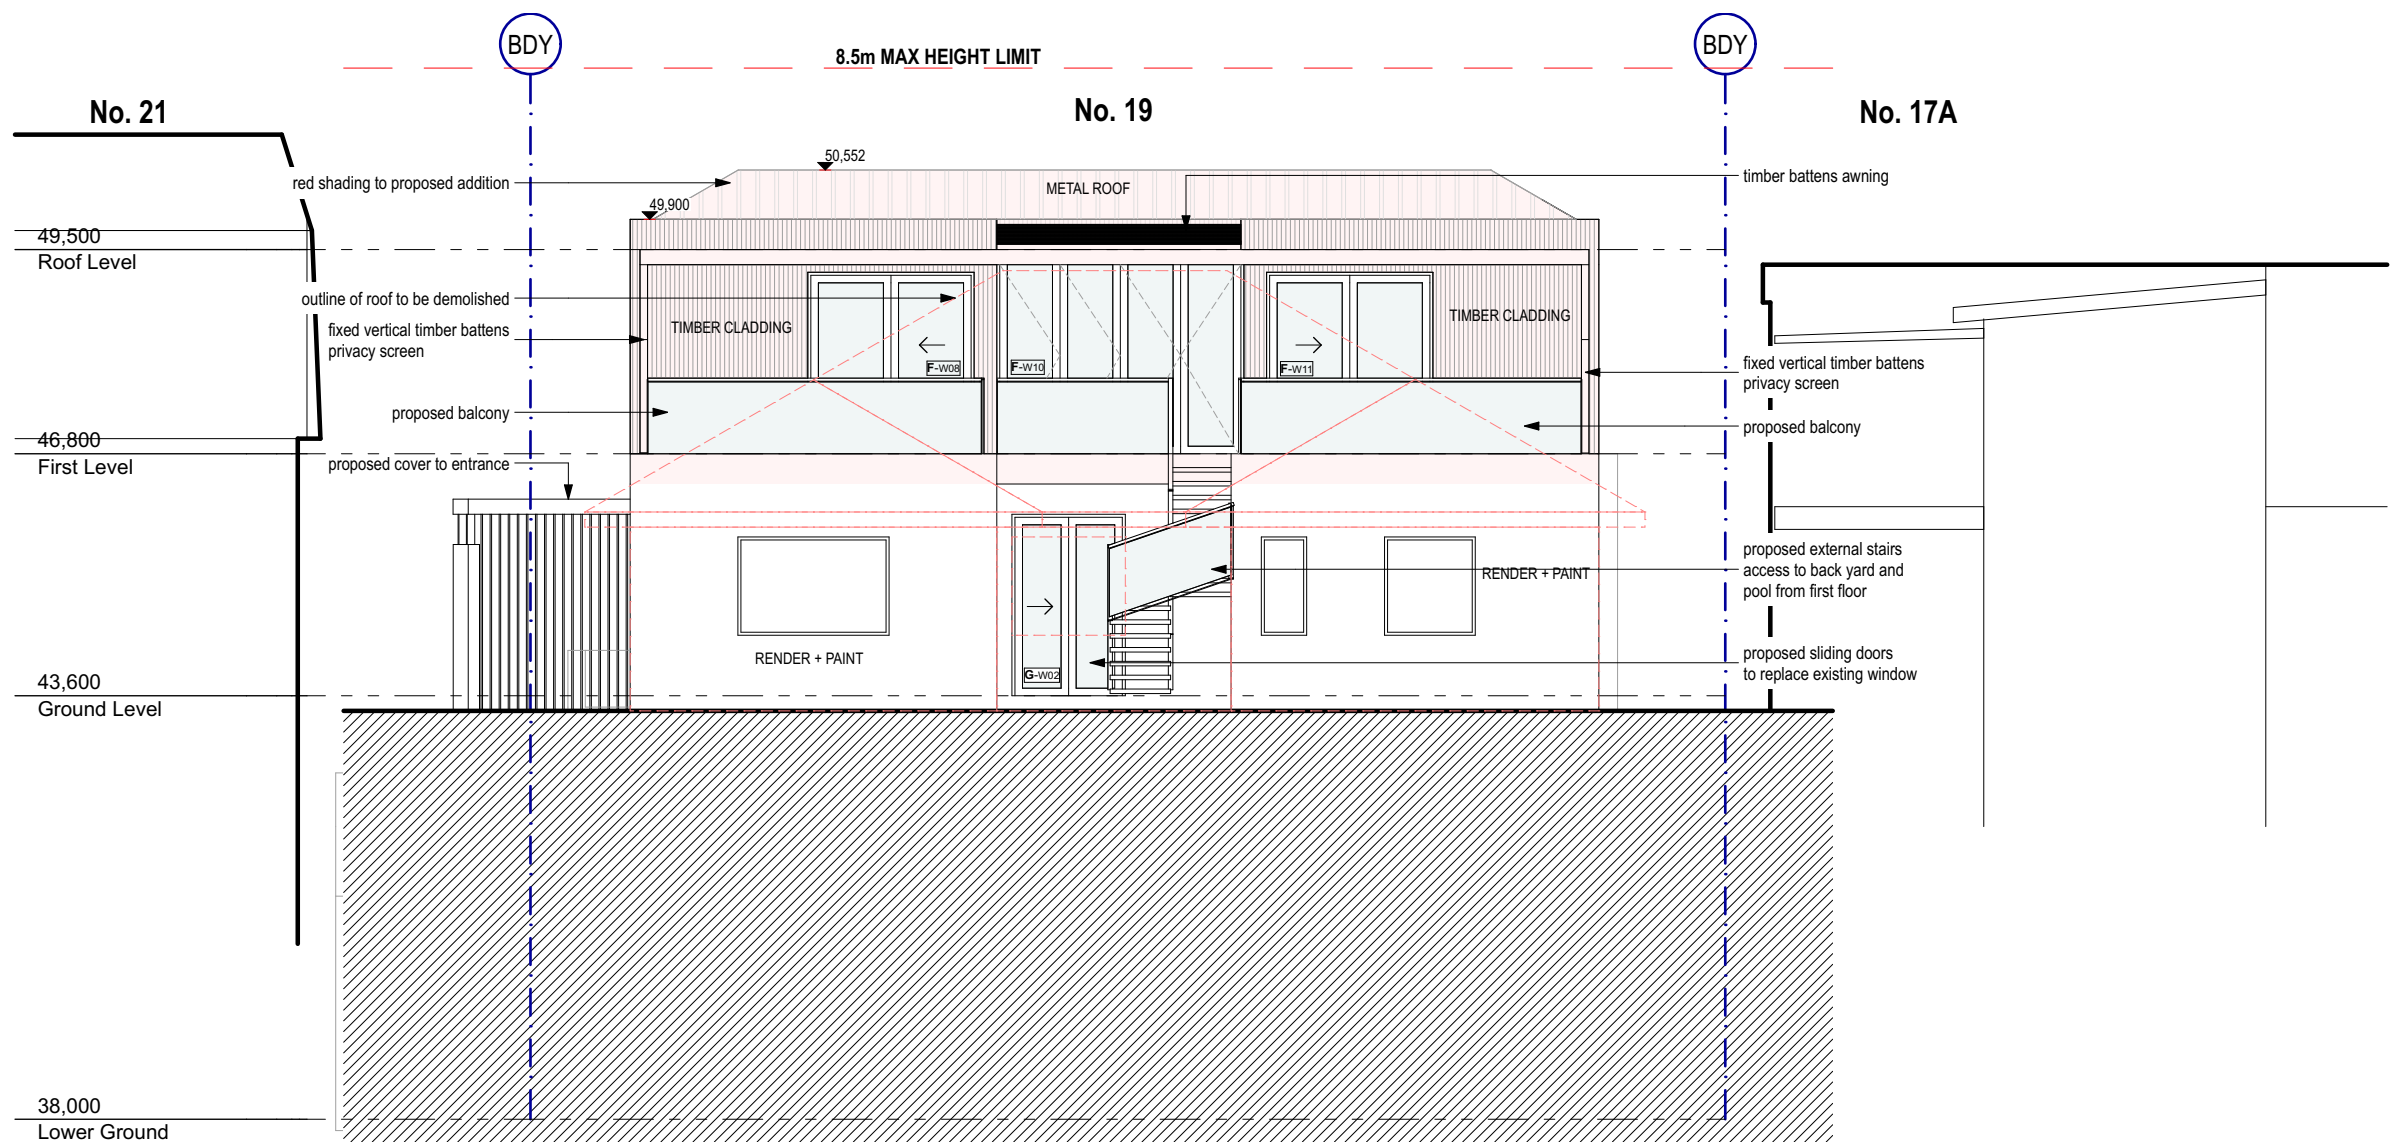 BDY
BDY
8.5m MAX HEIGHT LIMIT
No. 21
No. 19
No. 17A
50,552
red shading to proposed addition
METAL ROOF
timber battens awning
49,900
49,500
Roof Level
outline of roof to be demolished
fixed vertical timber battens
privacy screen
TIMBER CLADDING
TIMBER CLADDING
F-W08
F-W10
F-W11
fixed vertical timber battens
privacy screen
proposed balcony
proposed balcony
46,800
First Level
proposed cover to entrance
proposed external stairs
access to back yard and
pool from first floor
RENDER + PAINT
RENDER + PAINT
G-W02
proposed sliding doors
to replace existing window
43,600
Ground Level
38,000
Lower Ground